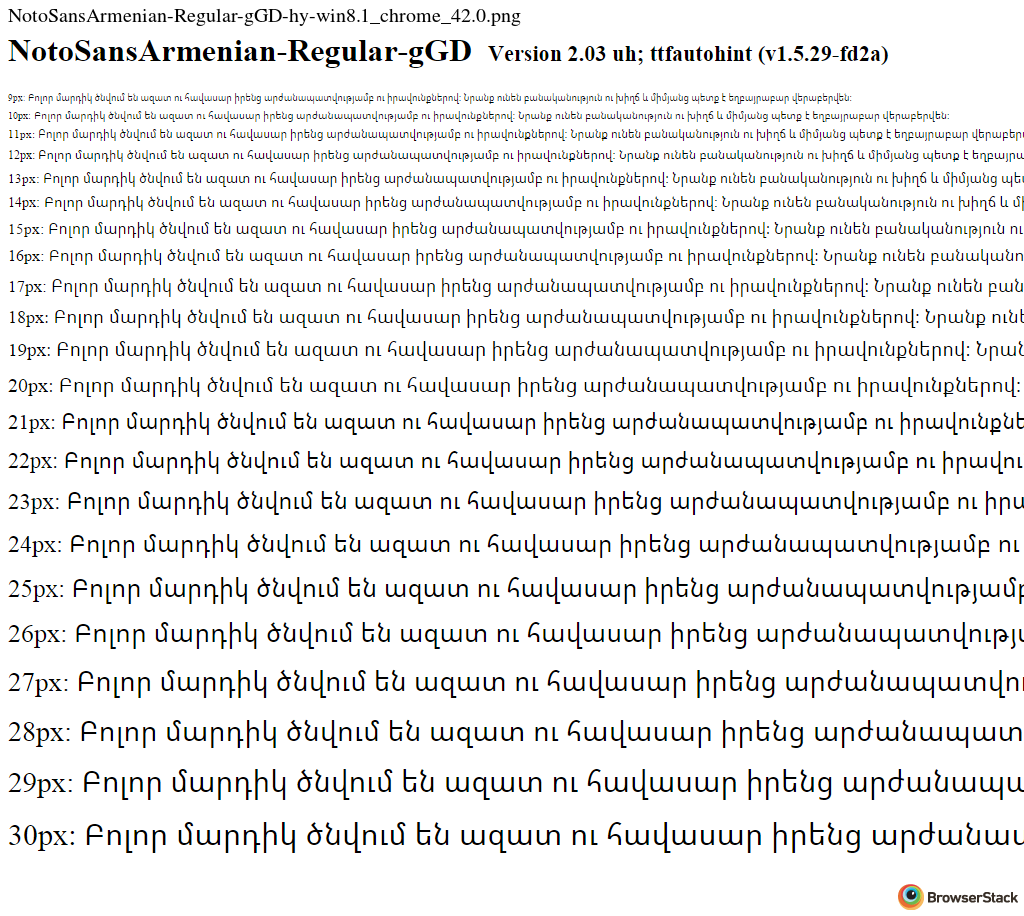 NotoSansArmenian-Regular-gGD-hy-win8.1_chrome_42.0.png
NotoSansArmenian-Regular-gGD Version 2.03 uh; ttfautohint (v1.5.29-fd2a)
9px: Բոլոր մարդիկ ծնվում են ազատ ու հավասար իրենց արժանապատվությամբ ու իրավունքներով։ Նրանք ունեն բանականություն ու խիղճ և միմյանց պետք է եղբայրաբար վերաբերվեն։
10px: Բոլոր մարդիկ ծնվում են ազատ ու հավասար իրենց արժանապատվությամբ ու իրավունքներով։ Նրանք ունեն բանականություն ու խիղճ և միմյանց պետք է եղբայրաբար վերաբերվեն։
11px: Բոլոր մարդիկ ծնվում են ազատ ու հավասար իրենց արժանապատվությամբ ու իրավունքներով։ Նրանք ունեն բանականություն ու խիղճ և միմյանց պետք է եղբայրաբար վերաբերվ
12px: Բոլոր մարդիկ ծնվում են ազատ ու հավասար իրենց արժանապատվությամբ ու իրավունքներով։ Նրանք ունեն բանականություն ու խիղճ և միմյանց պետք է եղբայրա
13px: Բոլոր մարդիկ ծնվում են ազատ ու հավասար իրենց արժանապատվությամբ ու իրավունքներով։ Նրանք ունեն բանականություն ու խիղճ և միմյանց պե
14px: Բոլոր մարդիկ ծնվում են ազատ ու հավասար իրենց արժանապատվությամբ ու իրավունքներով։ Նրանք ունեն բանականություն ու խիղճ և մ
15px: Բոլոր մարդիկ ծնվում են ազատ ու հավասար իրենց արժանապատվությամբ ու իրավունքներով։ Նրանք ունեն բանականություն ու
16px: Բոլոր մարդիկ ծնվում են ազատ ու հավասար իրենց արժանապատվությամբ ու իրավունքներով։ Նրանք ունեն բանականո
17px: Բոլոր մարդիկ ծնվում են ազատ ու հավասար իրենց արժանապատվությամբ ու իրավունքներով։ Նրանք ունեն բան
18px: Բոլոր մարդիկ ծնվում են ազատ ու հավասար իրենց արժանապատվությամբ ու իրավունքներով։ Նրանք ունե
19px: Բոլոր մարդիկ ծնվում են ազատ ու հավասար իրենց արժանապատվությամբ ու իրավունքներով։ Նրան
20px: Բոլոր մարդիկ ծնվում են ազատ ու հավասար իրենց արժանապատվությամբ ու իրավունքներով։
21px: Բոլոր մարդիկ ծնվում են ազատ ու հավասար իրենց արժանապատվությամբ ու իրավունքնե
22px: Բոլոր մարդիկ ծնվում են ազատ ու հավասար իրենց արժանապատվությամբ ու իրավու
23px: Բոլոր մարդիկ ծնվում են ազատ ու հավասար իրենց արժանապատվությամբ ու իրա
24px: Բոլոր մարդիկ ծնվում են ազատ ու հավասար իրենց արժանապատվությամբ ու
25px: Բոլոր մարդիկ ծնվում են ազատ ու հավասար իրենց արժանապատվությամբ
26px: Բոլոր մարդիկ ծնվում են ազատ ու հավասար իրենց արժանապատվությ
27px: Բոլոր մարդիկ ծնվում են ազատ ու հավասար իրենց արժանապատվու
28px: Բոլոր մարդիկ ծնվում են ազատ ու հավասար իրենց արժանապատ
29px: Բոլոր մարդիկ ծնվում են ազատ ու հավասար իրենց արժանապա
30px: Բոլոր մարդիկ ծնվում են ազատ ու հավասար իրենց արժանապ
BrowserStack